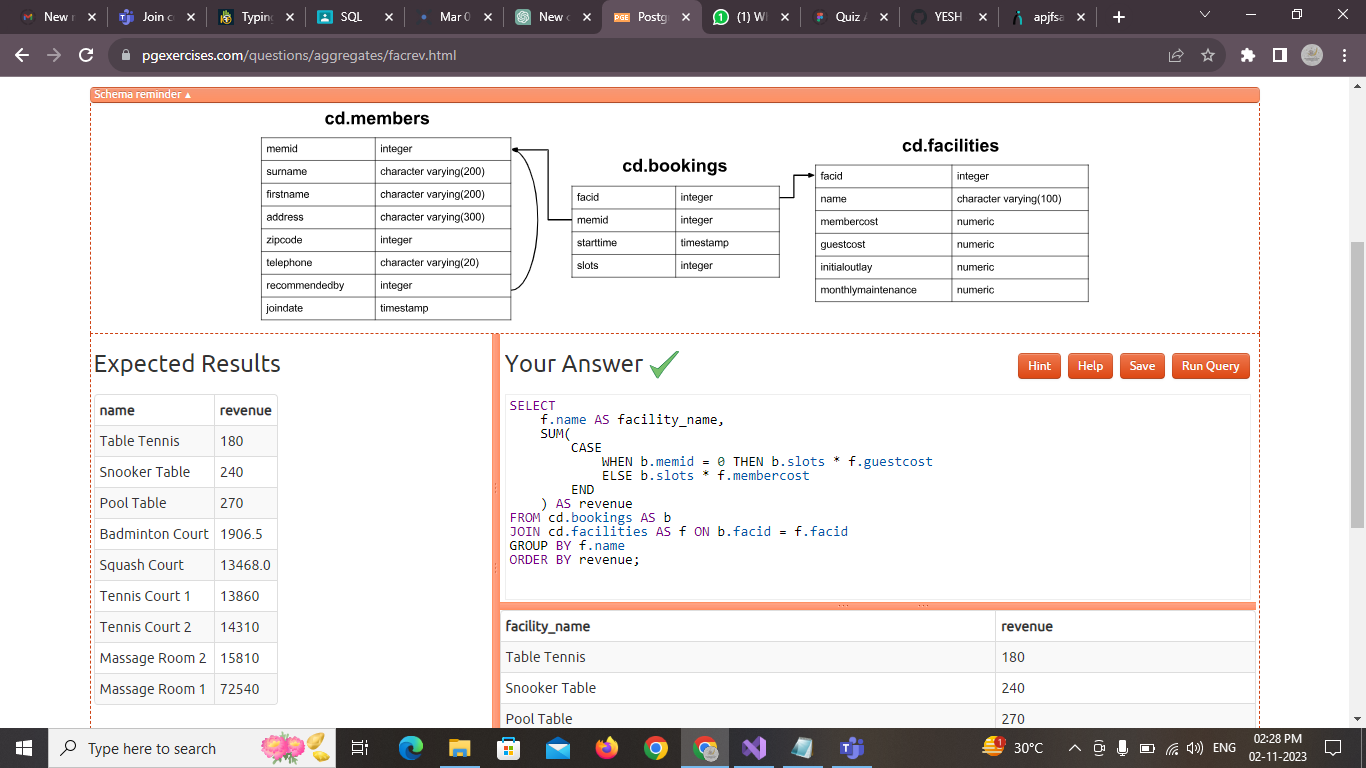 New
Join
Typing
SQL
Mar 0
New
Postg
(1) W
Quiz
YESH
apjfsa
pgexercises.com/questions/aggregates/facrev.html
Schema reminder
cd.members
memid integer
surname character varying(200)
firstname character varying(200)
address character varying(300)
zipcode integer
telephone character varying(20)
recommendedby integer
joindate timestamp
cd.bookings
facid integer
memid integer
starttime timestamp
slots integer
cd.facilities
facid integer
name character varying(100)
membercost numeric
guestcost numeric
initialoutlay numeric
monthlymaintenance numeric
Expected Results
name revenue
Table Tennis 180
Snooker Table 240
Pool Table 270
Badminton Court 1906.5
Squash Court 13468.0
Tennis Court 1 13860
Tennis Court 2 14310
Massage Room 2 15810
Massage Room 1 72540
Your Answer
Hint Help Save Run Query
SELECT
f.name AS facility_name,
SUM(
CASE
WHEN b.memid = 0 THEN b.slots * f.guestcost
ELSE b.slots * f.membercost
END
) AS revenue
FROM cd.bookings AS b
JOIN cd.facilities AS f ON b.facid = f.facid
GROUP BY f.name
ORDER BY revenue;
facility_name revenue
Table Tennis 180
Snooker Table 240
Pool Table 270
Type here to search
30°C
ENG
02:28 PM
02-11-2023